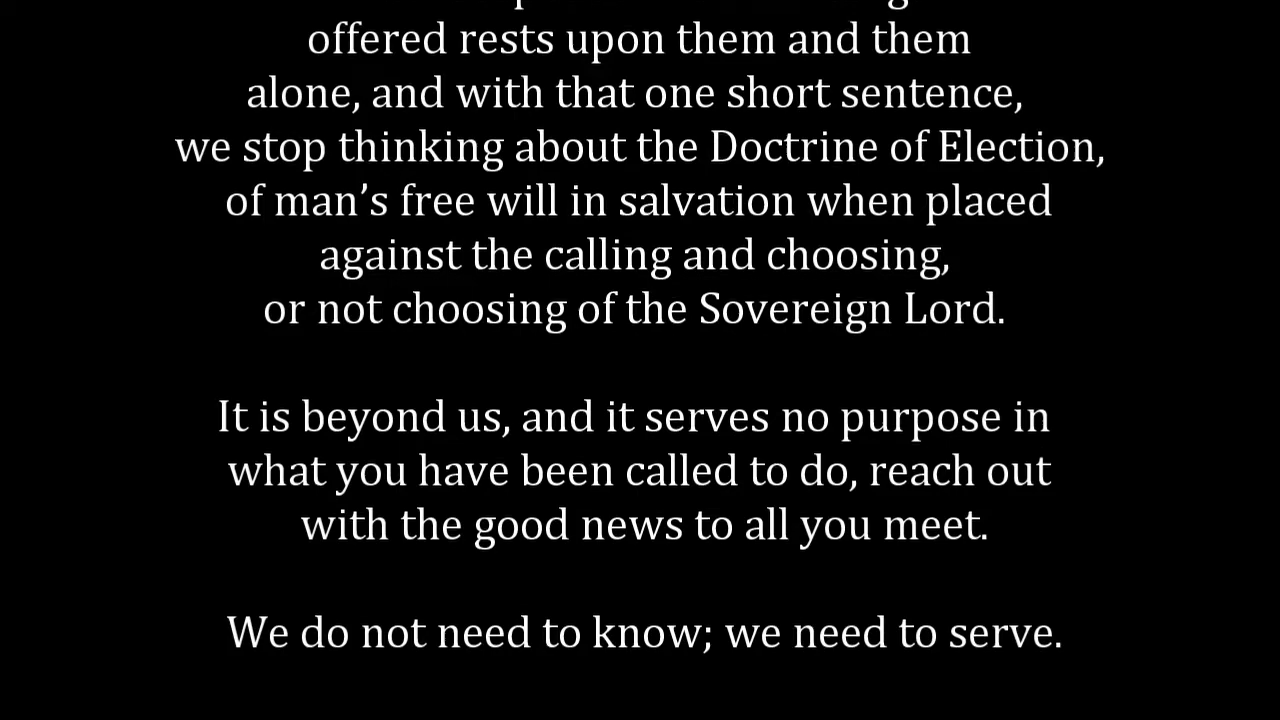 offered rests upon them and them
alone, and with that one short sentence,
we stop thinking about the Doctrine of Election,
of man’s free will in salvation when placed
against the calling and choosing,
or not choosing of the Sovereign Lord.
It is beyond us, and it serves no purpose in
what you have been called to do, reach out
with the good news to all you meet.
We do not need to know; we need to serve.